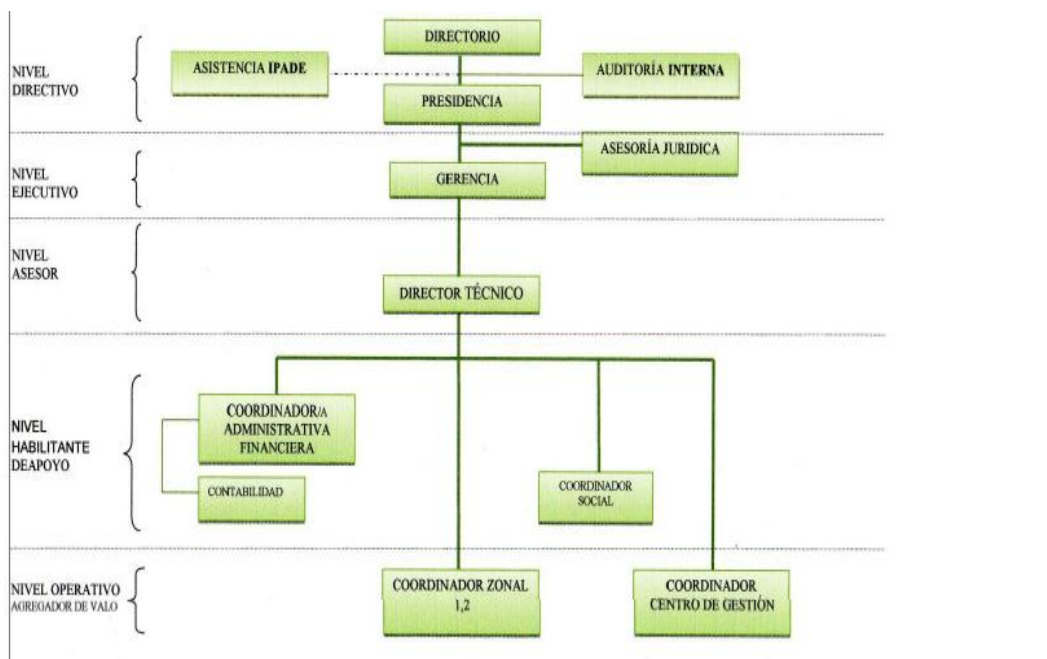 DIRECTORIO
NIVEL
DIRECTIVO
ASISTENCIA IPADE
AUDITORÍA INTERNA
PRESIDENCIA
ASESORÍA JURIDICA
NIVEL
EJECUTIVO
GERENCIA
NIVEL
ASESOR
DIRECTOR TÉCNICO
NIVEL
HABILITANTE
DEAPOYO
COORDINADOR/A
ADMINISTRATIVA
FINANCIERA
CONTABILIDAD
COORDINADOR
SOCIAL
NIVEL OPERATIVO
AGREGADOR DE VALO
COORDINADOR ZONAL
1,2
COORDINADOR
CENTRO DE GESTIÓN